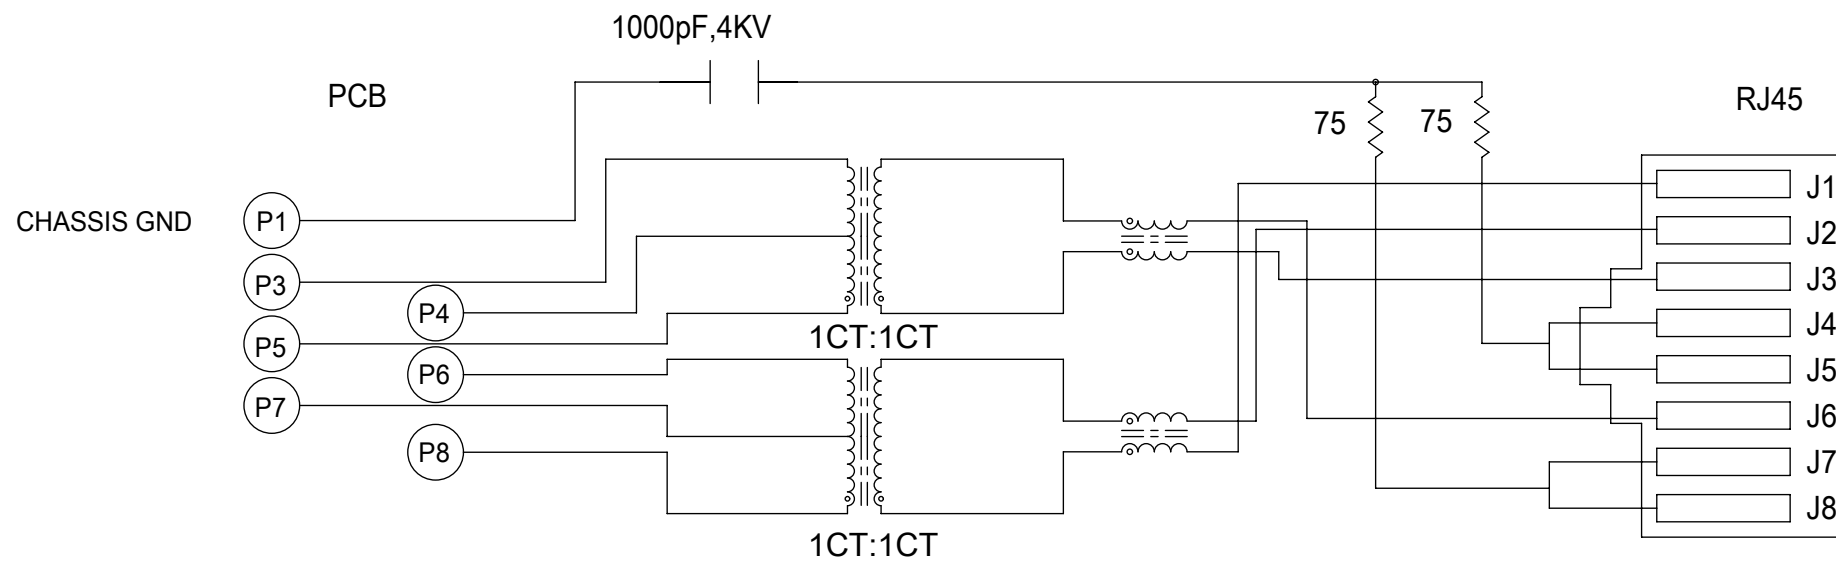 1000pF,4KV
PCB
RJ45
75
75
CHASSIS GND
P1
P3
P4
P5
P6
P7
P8
1CT:1CT
1CT:1CT
J1
J2
J3
J4
J5
J6
J7
J8